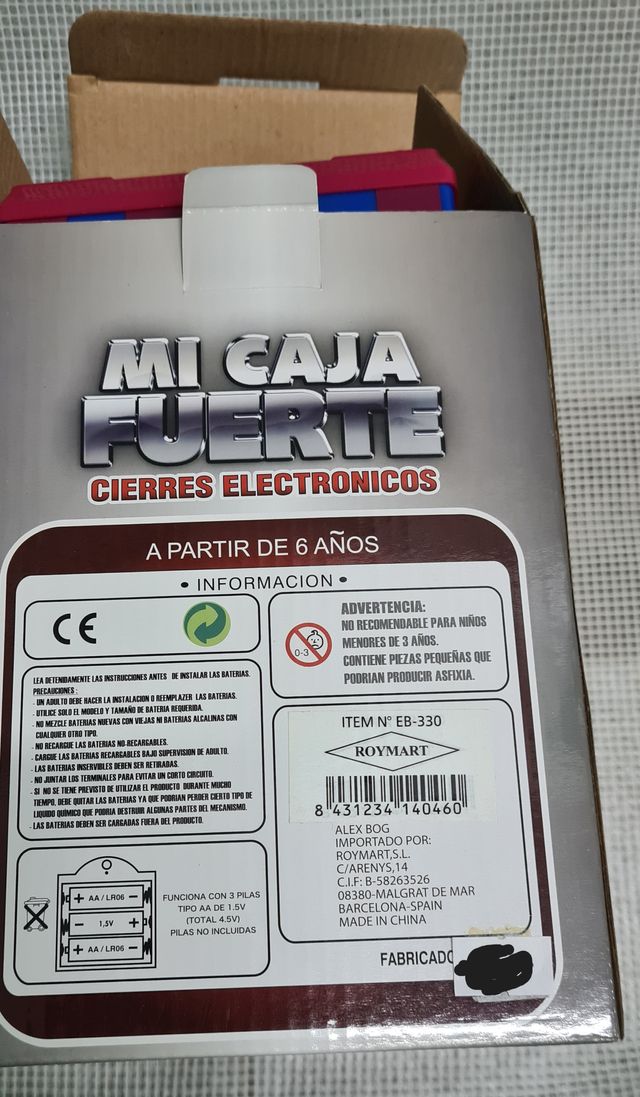 MI CAJA
FUERTE
CIERRES ELECTRONICOS
A PARTIR DE 6 AÑOS
• INFORMACION •
CE
0-3
ADVERTENCIA:
NO RECOMENDABLE PARA NIÑOS
MENORES DE 3 AÑOS.
CONTIENE PIEZAS PEQUEÑAS QUE
PODRIAN PRODUCIR ASFIXIA.
LEA DETENIDAMENTE LAS INSTRUCCIONES ANTES DE INSTALAR LAS BATERIAS.
PRECAUCIONES :
- UN ADULTO DEBE HACER LA INSTALACION O REEMPLAZER LAS BATERIAS.
- UTILICE SOLO EL MODELO Y TAMAÑO DE BATERIA REQUERIDA.
- NO MEZCLE BATERIAS NUEVAS CON VIEJAS NI BATERIAS ALCALINAS CON
CUALQUIER OTRO TIPO.
- NO RECARGUE LAS BATERIAS NO-RECARGABLES.
- CARGUE LAS BATERIAS RECARGABLES BAJO SUPERVISION DE ADULTO.
- LAS BATERIAS INSERVIBLES DEBEN SER RETIRADAS.
- NO JUNTAR LOS TERMINALES PARA EVITAR UN CORTO CIRCUITO.
- SI NO SE TIENE PREVISTO DE UTILIZAR EL PRODUCTO DURANTE MUCHO
TIEMPO, DEBE QUITAR LAS BATERIAS YA QUE PODRIAN PERDER CIERTO TIPO DE
LIQUIDO QUÍMICO QUE PODRIA DESTRUIR ALGUNAS PARTES DEL MECANISMO.
- LAS BATERIAS DEBEN SER CARGADAS FUERA DEL PRODUCTO.
ITEM N° EB-330
ROYMART
8 431234 140460
ALEX BOG
IMPORTADO POR:
ROYMART,S.L.
C/ARENYS,14
C.I.F: B-58263526
08380-MALGRAT DE MAR
BARCELONA-SPAIN
MADE IN CHINA
+ AA / LR06 -
- 1,5V +
+ AA / LR06 -
FUNCIONA CON 3 PILAS
TIPO AA DE 1.5V
(TOTAL 4.5V)
PILAS NO INCLUIDAS
FABRICADO